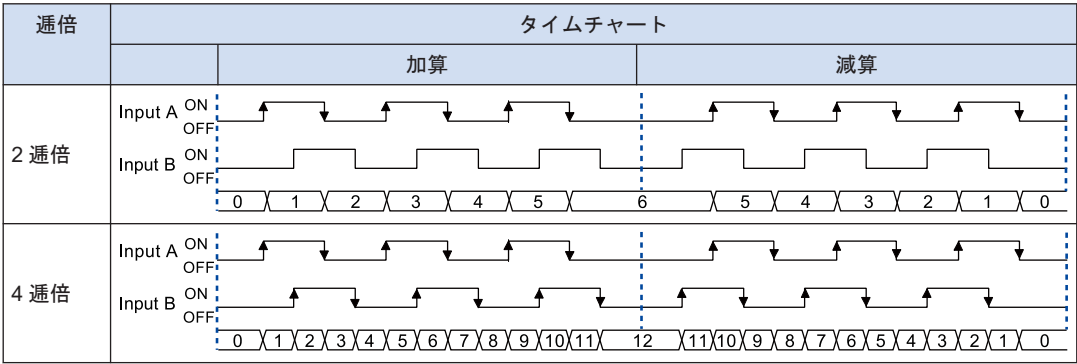 逓倍 タイムチャート
加算 減算
2 逓倍
Input A ON
OFF
Input B ON
OFF
0 1 2 3 4 5 6 5 4 3 2 1 0
4 逓倍
Input A ON
OFF
Input B ON
OFF
0 1 2 3 4 5 6 7 8 9 10 11 12 11 10 9 8 7 6 5 4 3 2 1 0